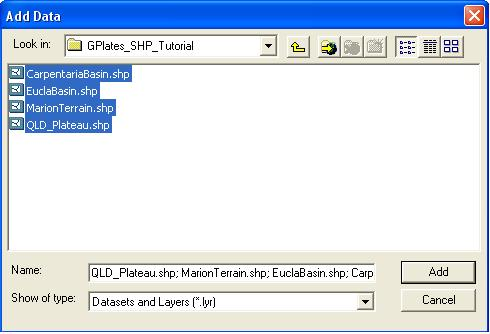 Add Data
Look in: GPlates_SHP_Tutorial
CarpentariaBasin.shp
EuclaBasin.shp
MarionTerrain.shp
QLD_Plateau.shp
Name: QLD_Plateau.shp; MarionTerrain.shp; EuclaBasin.shp; Carp
Add
Show of type: Datasets and Layers (*.lyr)
Cancel